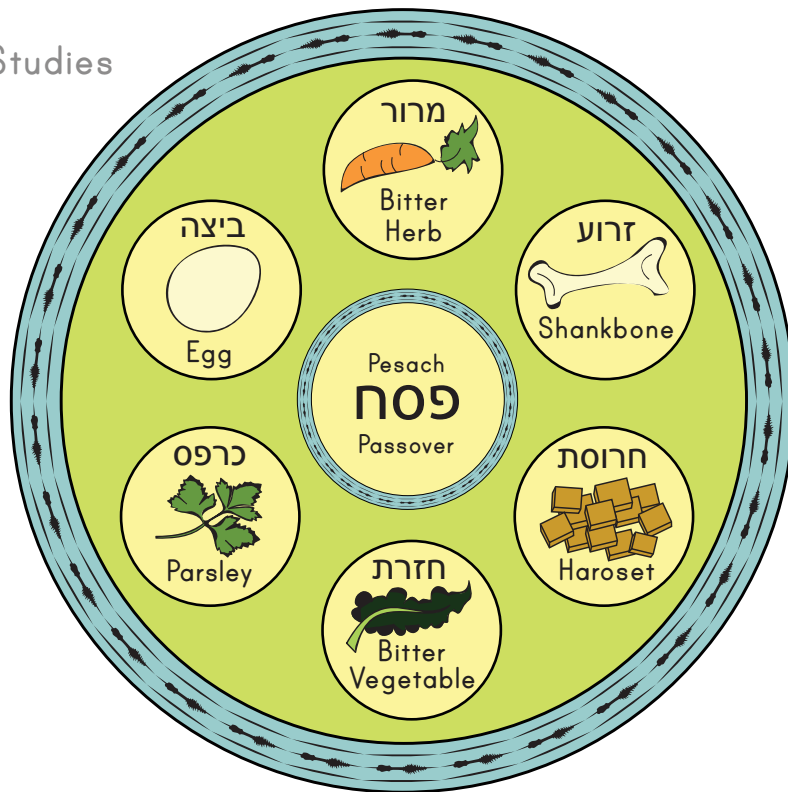 Studies
מרור
Bitter
Herb
ביצה
Egg
זרוע
Shankbone
Pesach
פסח
Passover
כרפס
Parsley
חרוסת
Haroset
חזרת
Bitter
Vegetable